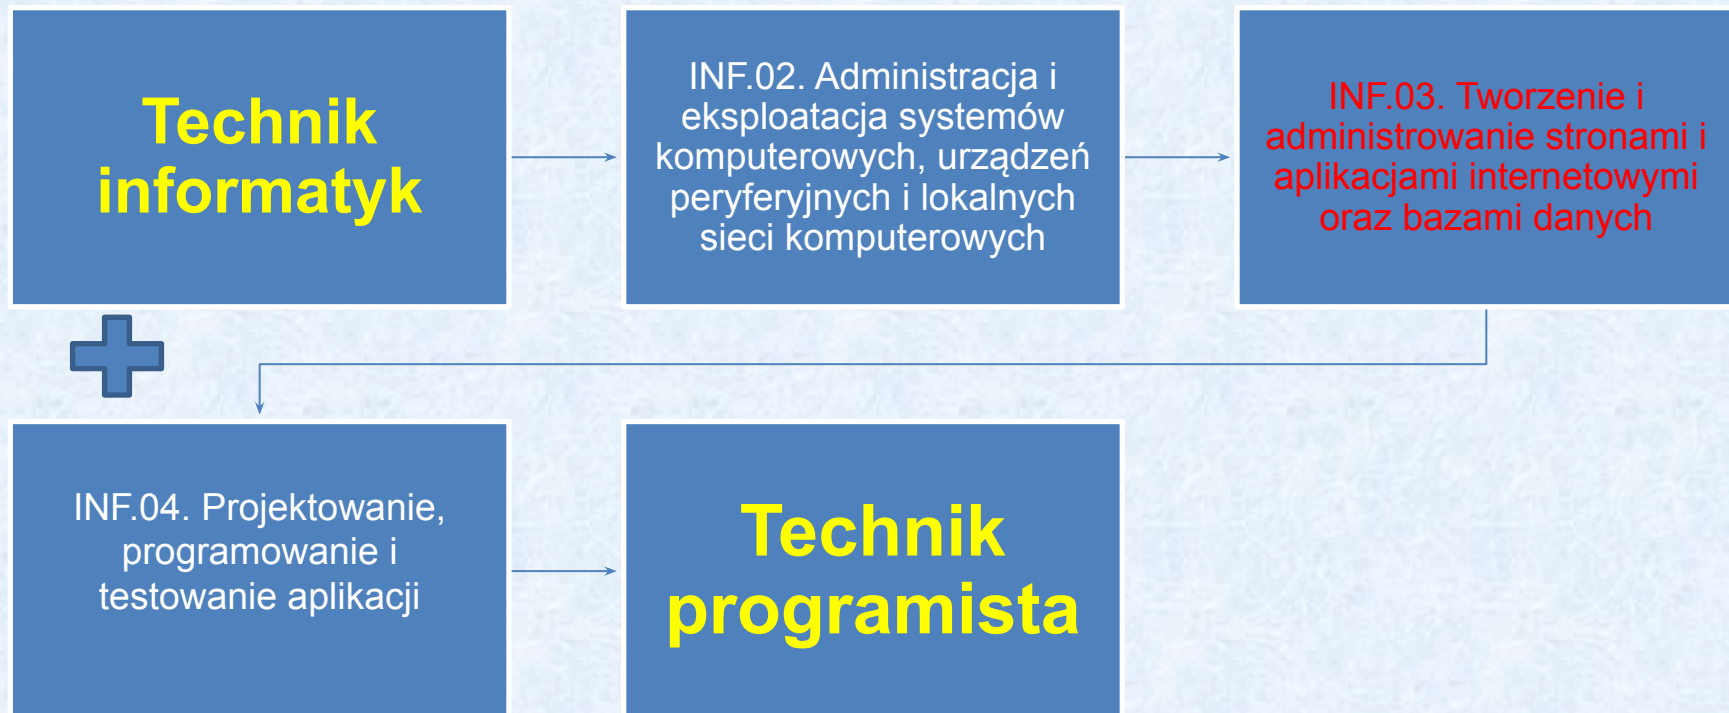 Technik
informatyk
INF.02. Administracja i
eksploatacja systemów
komputerowych, urządzeń
peryferyjnych i lokalnych
sieci komputerowych
INF.03. Tworzenie i
administrowanie stronami i
aplikacjami internetowymi
oraz bazami danych
INF.04. Projektowanie,
programowanie i
testowanie aplikacji
Technik
programista